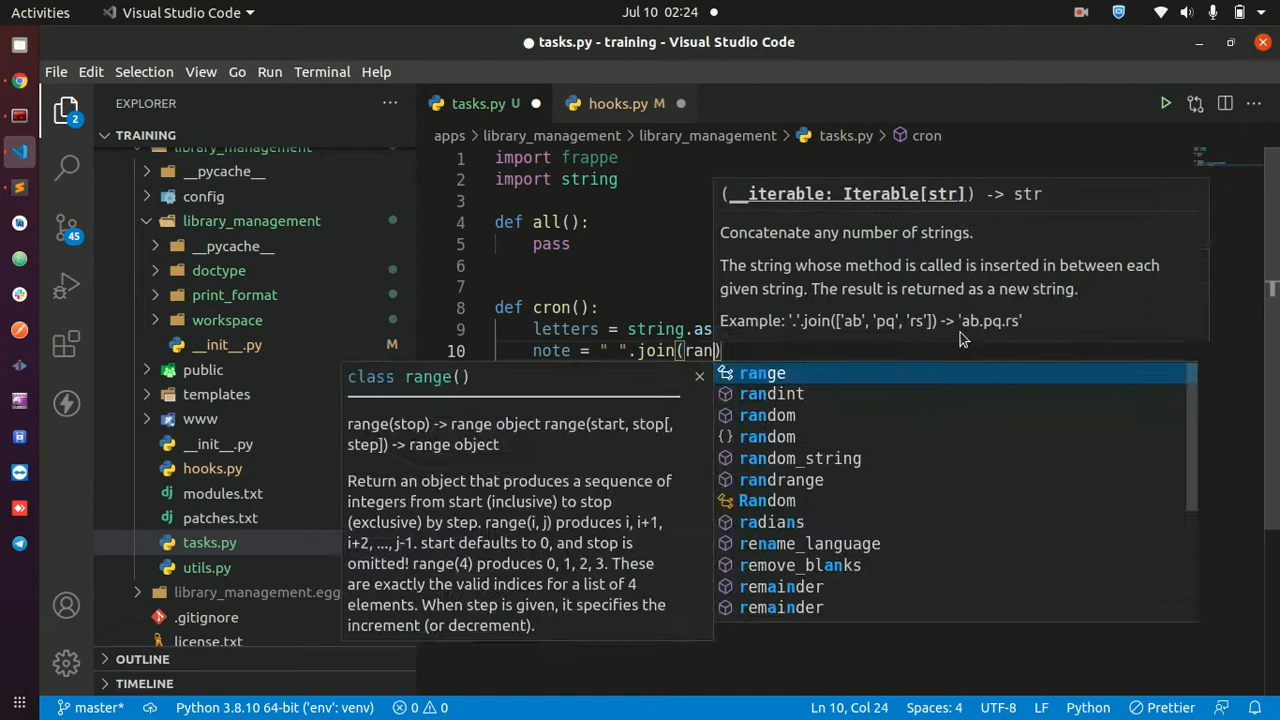 Activities
Visual Studio Code
Jul 10 02:24
tasks.py - training - Visual Studio Code
File Edit Selection View Go Run Terminal Help
2
45
EXPLORER
TRAINING
library_management
__pycache__
config
library_management
__pycache__
doctype
print_format
workspace
__init__.py M
public
templates
www
__init__.py
hooks.py
modules.txt
patches.txt
tasks.py
utils.py
library_management.egg
.gitignore
license.txt
OUTLINE
TIMELINE
tasks.py U
hooks.py M
apps library_management library_management tasks.py cron
1 import frappe
2 import string
3
4 def all():
5 pass
6
7
8 def cron():
9 letters = string.as
10 note = " ".join(ran)
(__iterable: Iterable[str]) -> str
Concatenate any number of strings.
The string whose method is called is inserted in between each
given string. The result is returned as a new string.
Example: '.'.join(['ab', 'pq', 'rs']) -> 'ab.pq.rs'
class range()
range(stop) -> range object range(start, stop[,
step]) -> range object
Return an object that produces a sequence of
integers from start (inclusive) to stop
(exclusive) by step. range(i, j) produces i, i+1,
i+2, ..., j-1. start defaults to 0, and stop is
omitted! range(4) produces 0, 1, 2, 3. These
are exactly the valid indices for a list of 4
elements. When step is given, it specifies the
increment (or decrement).
range
randint
random
random
random_string
randrange
Random
radians
rename_language
remove_blanks
remainder
remainder
master*
Python 3.8.10 64-bit ('env': venv)
0 0
Ln 10, Col 24
Spaces: 4
UTF-8
LF
Python
Prettier